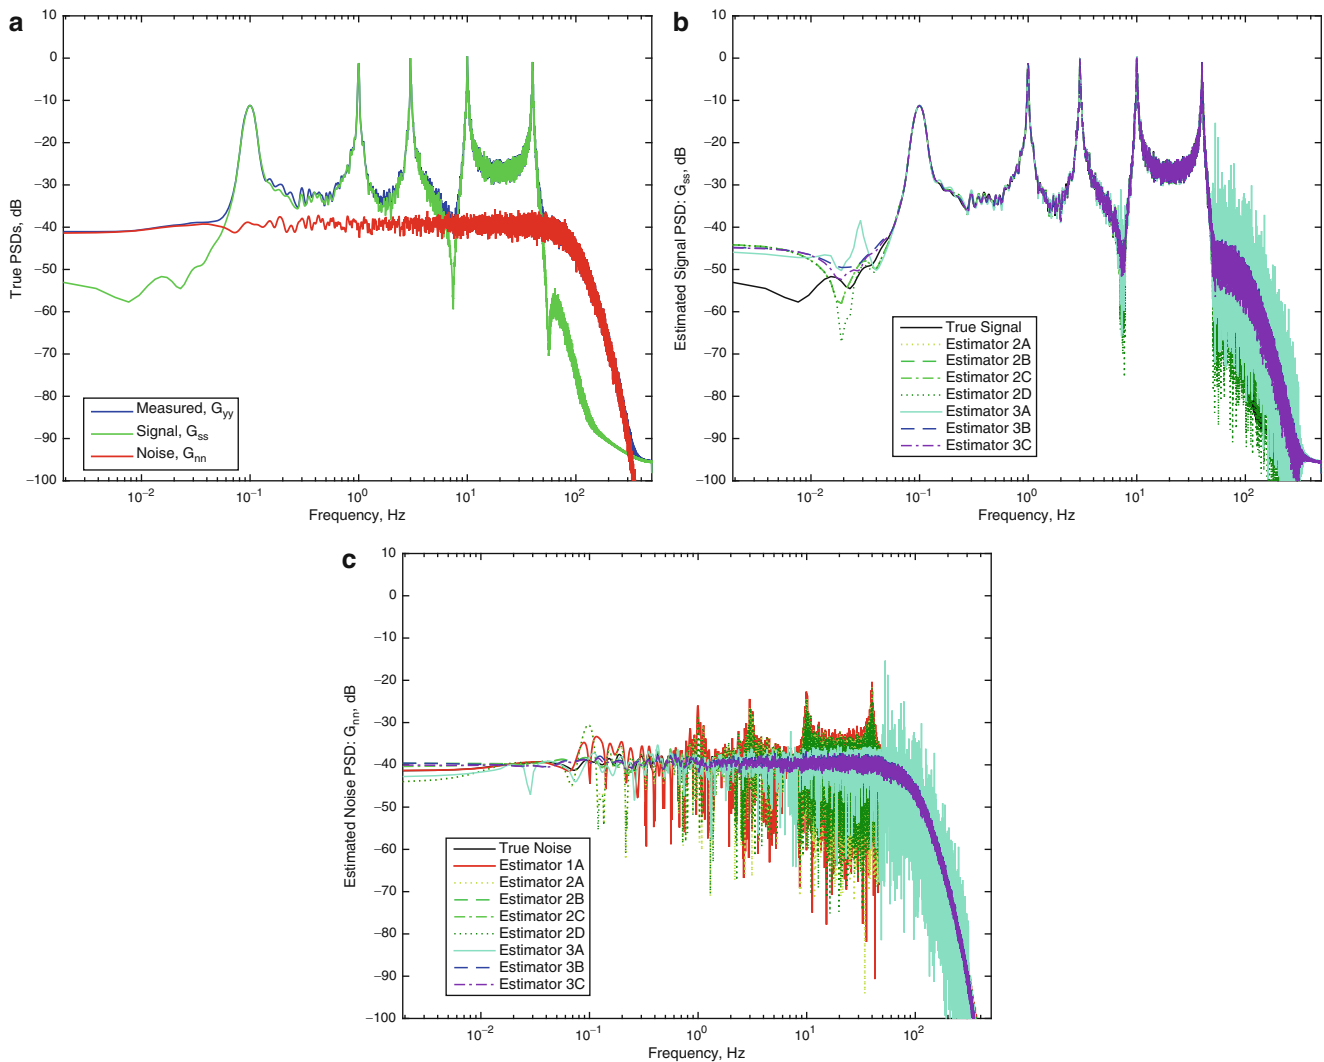 a
10
0
−10
−20
−30
−40
−50
−60
−70
−80
−90
−100
True PSDs, dB
10−2
10−1
100
101
102
Frequency, Hz
Measured, Gyy
Signal, Gss
Noise, Gnn
b
10
0
−10
−20
−30
−40
−50
−60
−70
−80
−90
−100
Estimated Signal PSD: Gss, dB
10−2
10−1
100
101
102
Frequency, Hz
True Signal
Estimator 2A
Estimator 2B
Estimator 2C
Estimator 2D
Estimator 3A
Estimator 3B
Estimator 3C
c
10
0
−10
−20
−30
−40
−50
−60
−70
−80
−90
−100
Estimated Noise PSD: Gnn, dB
10−2
10−1
100
101
102
Frequency, Hz
True Noise
Estimator 1A
Estimator 2A
Estimator 2B
Estimator 2C
Estimator 2D
Estimator 3A
Estimator 3B
Estimator 3C